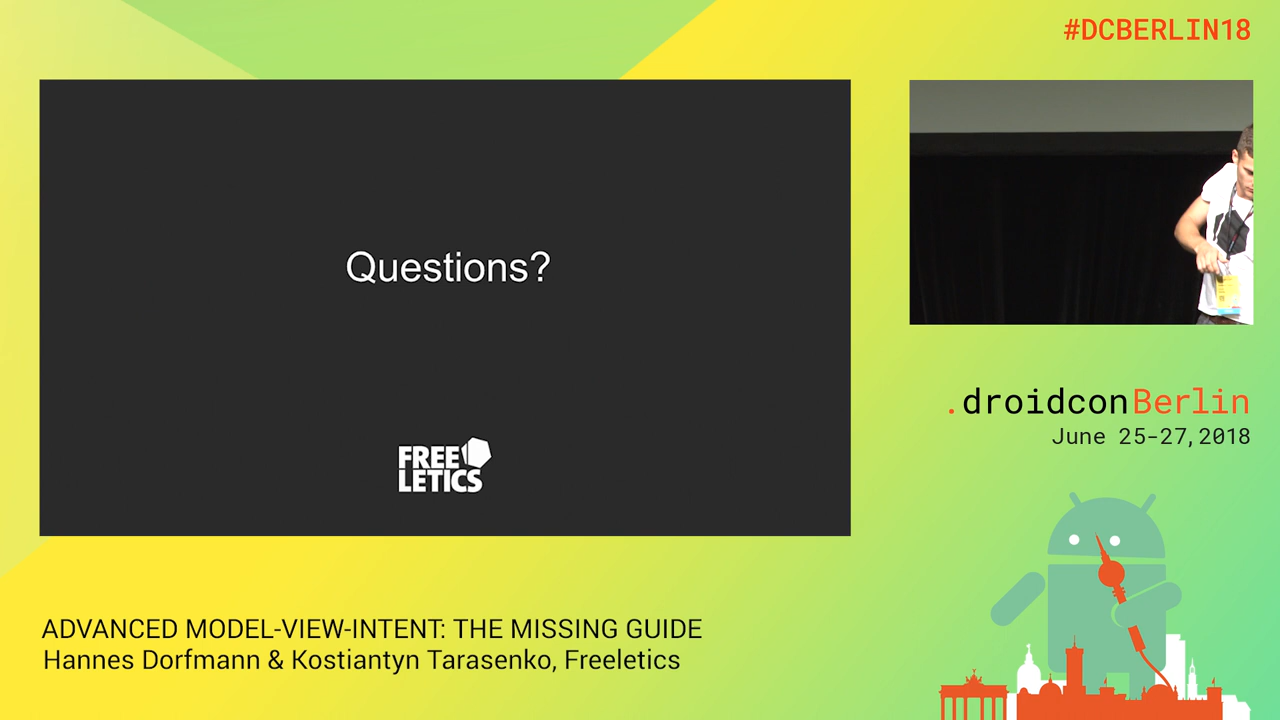 #DCBERLIN18
Questions?
FREE
LETICS
.droidconBerlin
June 25-27, 2018
ADVANCED MODEL-VIEW-INTENT: THE MISSING GUIDE
Hannes Dorfmann & Kostiantyn Tarasenko, Freeletics